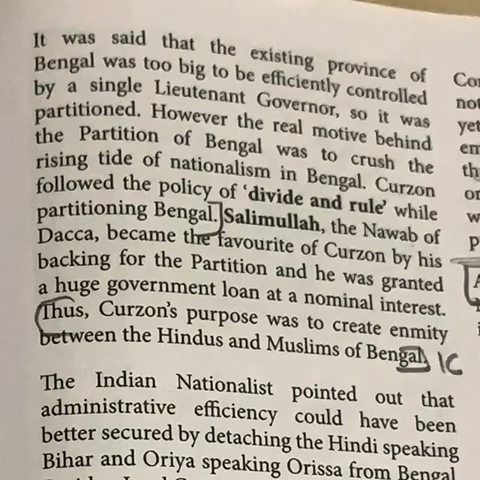 It was said that the existing province of
Bengal was too big to be efficiently controlled
by a single Lieutenant Governor, so it was
partitioned. However the real motive behind
the Partition of Bengal was to crush the
rising tide of nationalism in Bengal. Curzon
followed the policy of 'divide and rule' while
partitioning Bengal. Salimullah, the Nawab of
Dacca, became the favourite of Curzon by his
backing for the Partition and he was granted
a huge government loan at a nominal interest.
Thus, Curzon's purpose was to create enmity
between the Hindus and Muslims of Bengal. IC
The Indian Nationalist pointed out that
administrative efficiency could have been
better secured by detaching the Hindi speaking
Bihar and Oriya speaking Orissa from Bengal